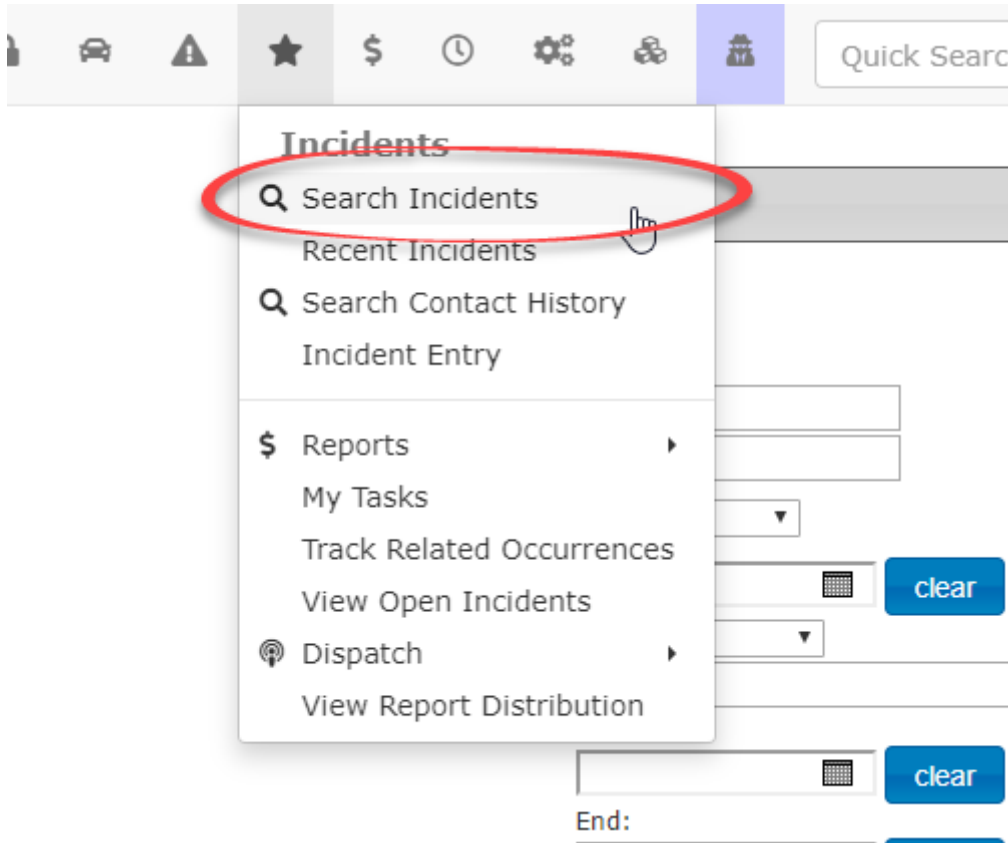 Quick Searc
Incidents
Search Incidents
Recent Incidents
Search Contact History
Incident Entry
$ Reports
My Tasks
Track Related Occurrences
clear
View Open Incidents
Dispatch
View Report Distribution
clear
End: